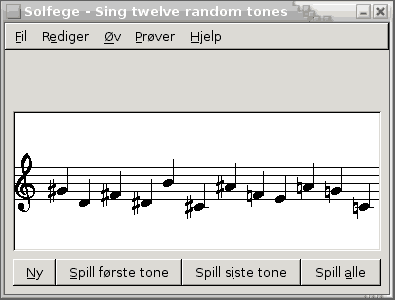 Solfege - Sing twelve random tones
Fil Rediger Øv Prøver Hjelp
Ny Spill første tone Spill siste tone Spill alle